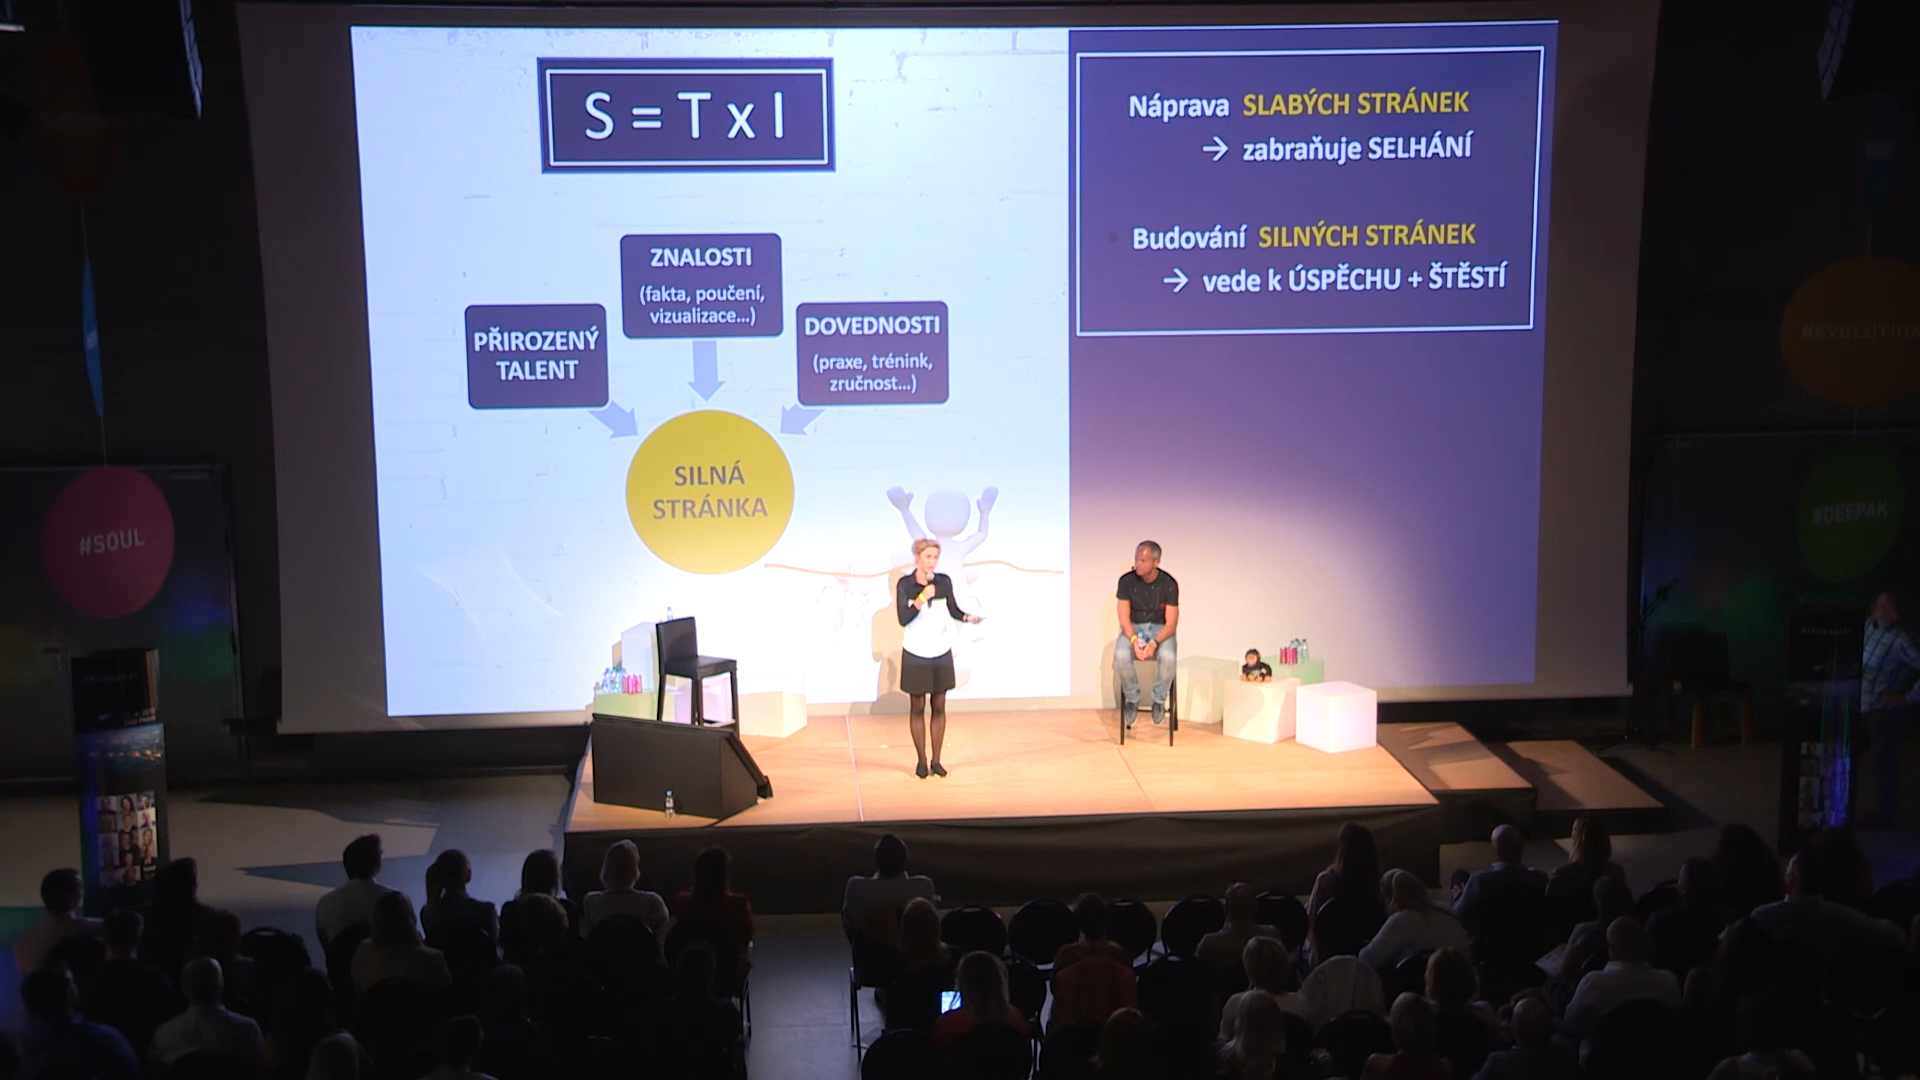 S = T x I
ZNALOSTI
(fakta, poučení,
vizualizace...)
PŘIROZENÝ
TALENT
DOVEDNOSTI
(praxe, trénink,
zručnost...)
SILNÁ
STRÁNKA
Náprava SLABÝCH STRÁNEK
→ zabraňuje SELHÁNÍ
Budování SILNÝCH STRÁNEK
→ vede k ÚSPĚCHU + ŠTĚSTÍ
#SOUL
#EVOLUTION
#DEEPAK